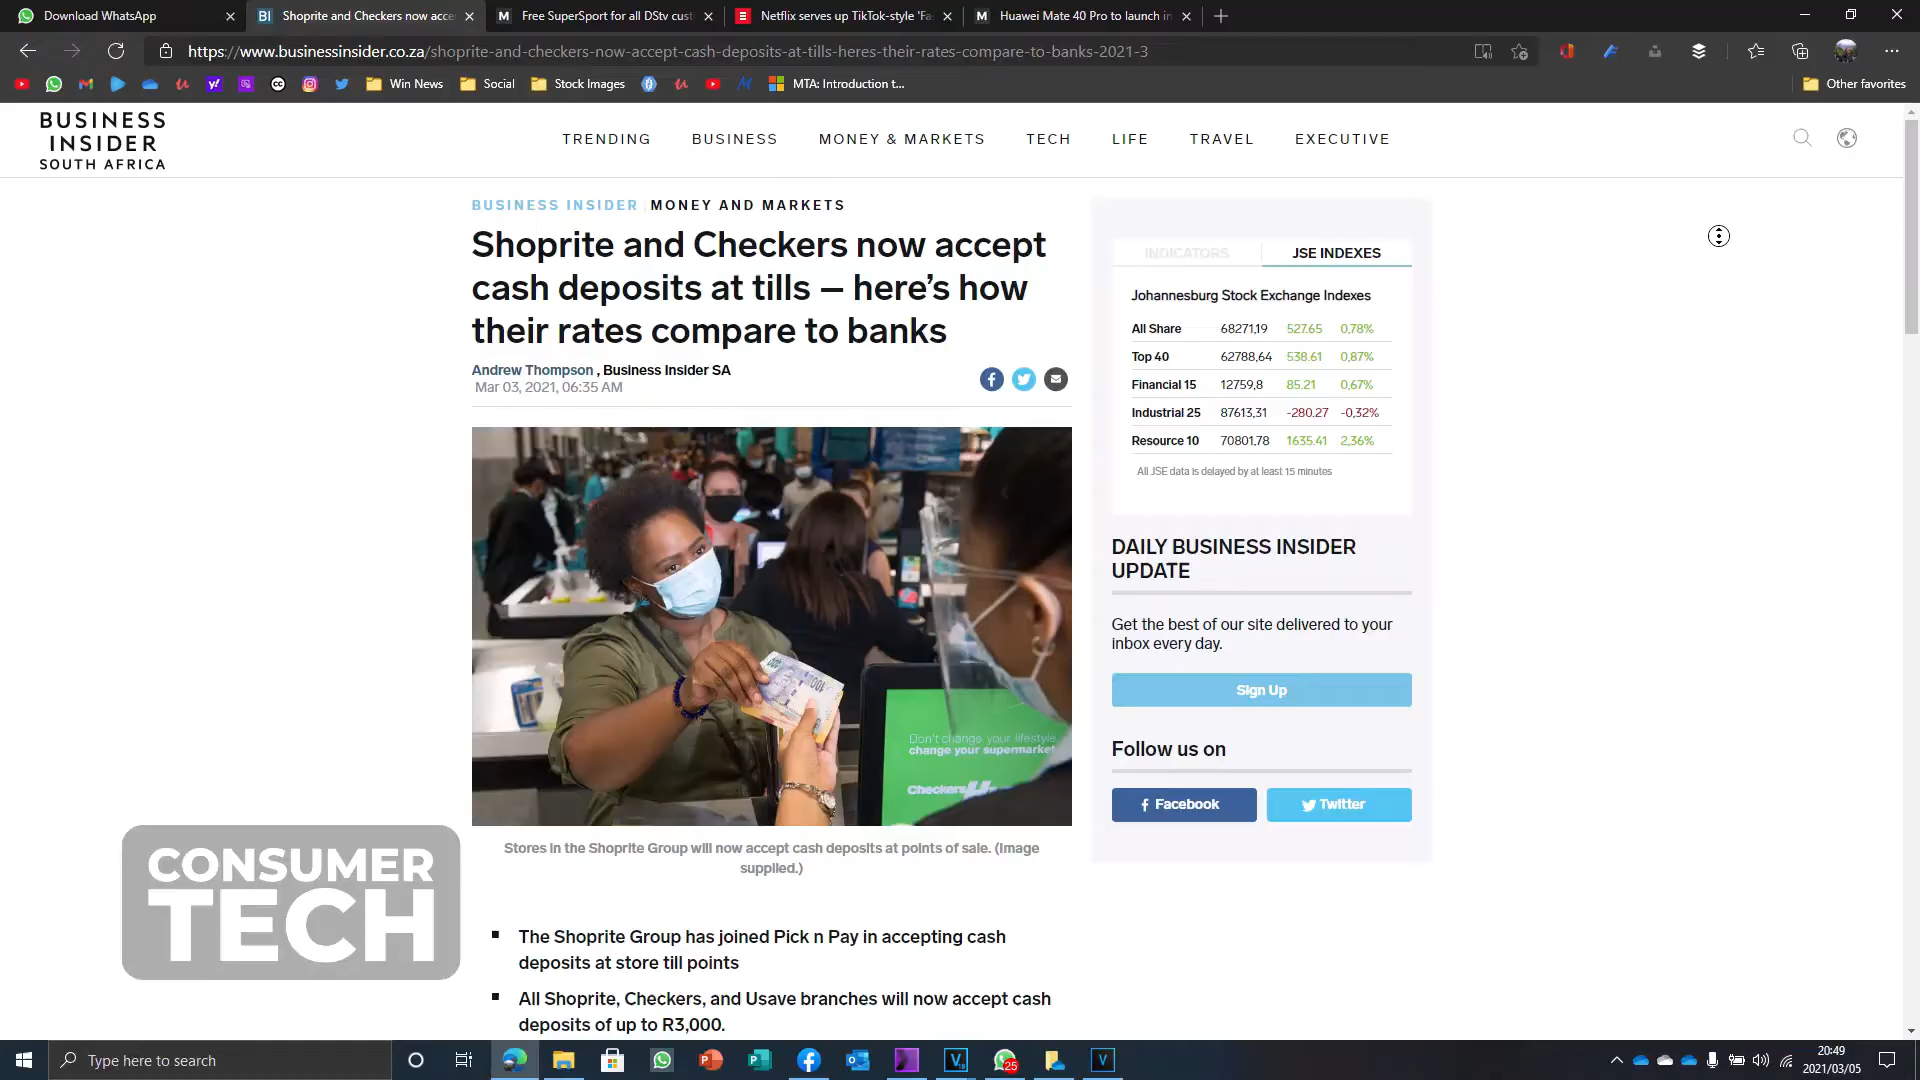 Download WhatsApp
Shoprite and Checkers now acce
Free SuperSport for all DStv cust
Netflix serves up TikTok-style 'Fa
Huawei Mate 40 Pro to launch in
https://www.businessinsider.co.za/shoprite-and-checkers-now-accept-cash-deposits-at-tills-heres-their-rates-compare-to-banks-2021-3
Win News
Social
Stock Images
MTA: Introduction t...
Other favorites
BUSINESS
INSIDER
SOUTH AFRICA
TRENDING
BUSINESS
MONEY & MARKETS
TECH
LIFE
TRAVEL
EXECUTIVE
BUSINESS INSIDER MONEY AND MARKETS
Shoprite and Checkers now accept
cash deposits at tills – here's how
their rates compare to banks
Andrew Thompson , Business Insider SA
Mar 03, 2021, 06:35 AM
Don't change your lifestyle
change your supermarket
Checkers
Stores in the Shoprite Group will now accept cash deposits at points of sale. (Image
supplied.)
The Shoprite Group has joined Pick n Pay in accepting cash
deposits at store till points
All Shoprite, Checkers, and Usave branches will now accept cash
deposits of up to R3,000.
INDICATORS
JSE INDEXES
Johannesburg Stock Exchange Indexes
All Share 68271,19 527.65 0,78%
Top 40 62788,64 538.61 0,87%
Financial 15 12759,8 85.21 0,67%
Industrial 25 87613,31 -280.27 -0,32%
Resource 10 70801,78 1635.41 2,36%
All JSE data is delayed by at least 15 minutes
DAILY BUSINESS INSIDER
UPDATE
Get the best of our site delivered to your
inbox every day.
Sign Up
Follow us on
Facebook
Twitter
CONSUMER
TECH
Type here to search
25
20:49
2021/03/05